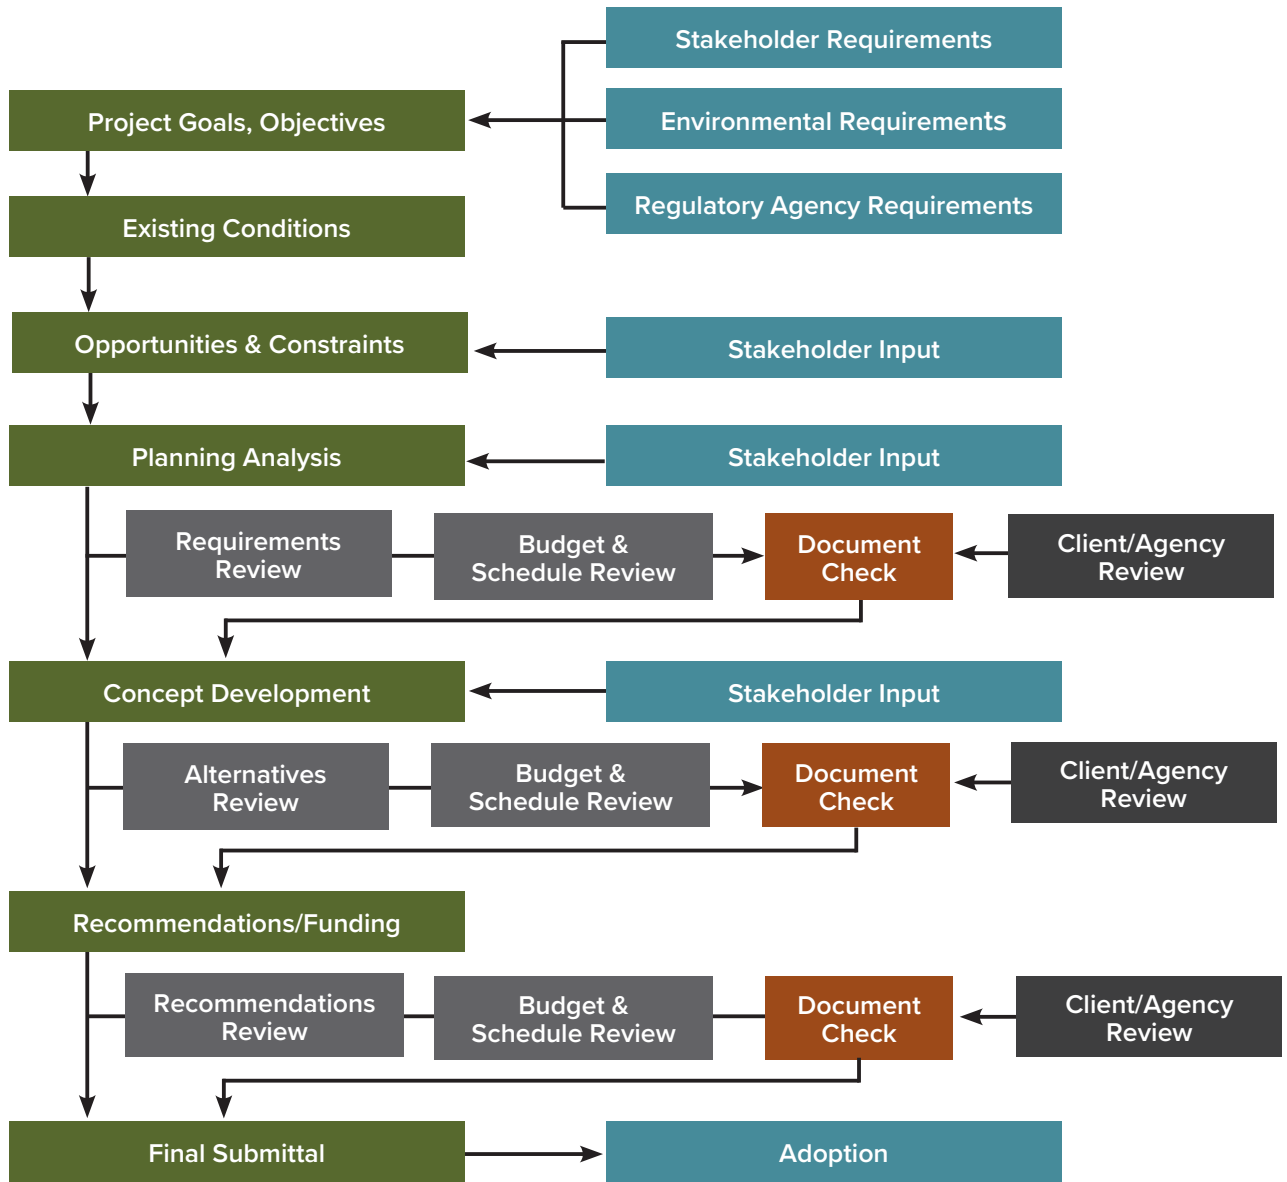 Stakeholder Requirements
Project Goals, Objectives
Environmental Requirements
Regulatory Agency Requirements
Existing Conditions
Opportunities & Constraints
Stakeholder Input
Planning Analysis
Stakeholder Input
Requirements
Review
Budget &
Schedule Review
Document
Check
Client/Agency
Review
Concept Development
Stakeholder Input
Alternatives
Review
Budget &
Schedule Review
Document
Check
Client/Agency
Review
Recommendations/Funding
Recommendations
Review
Budget &
Schedule Review
Document
Check
Client/Agency
Review
Final Submittal
Adoption